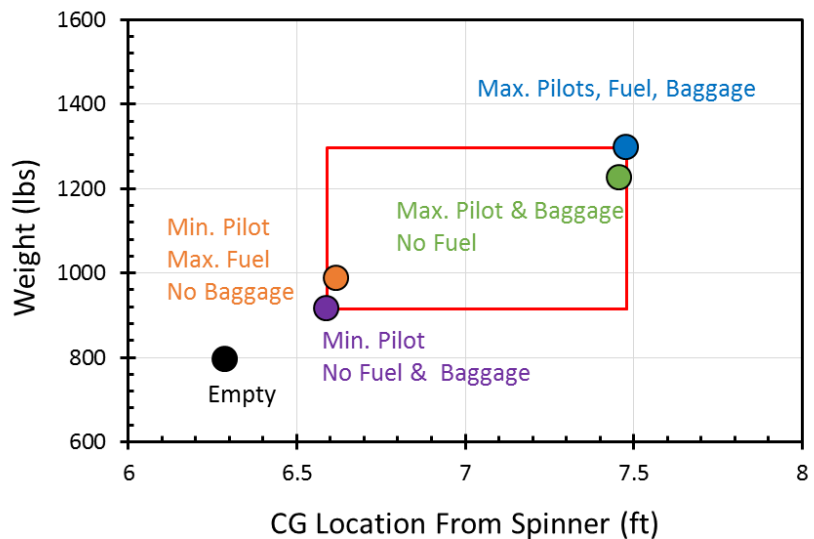 1600
1400
1200
1000
800
600
Weight (lbs)
Max. Pilots, Fuel, Baggage
Max. Pilot & Baggage
No Fuel
Min. Pilot
Max. Fuel
No Baggage
Min. Pilot
No Fuel & Baggage
Empty
6
6.5
7
7.5
8
CG Location From Spinner (ft)